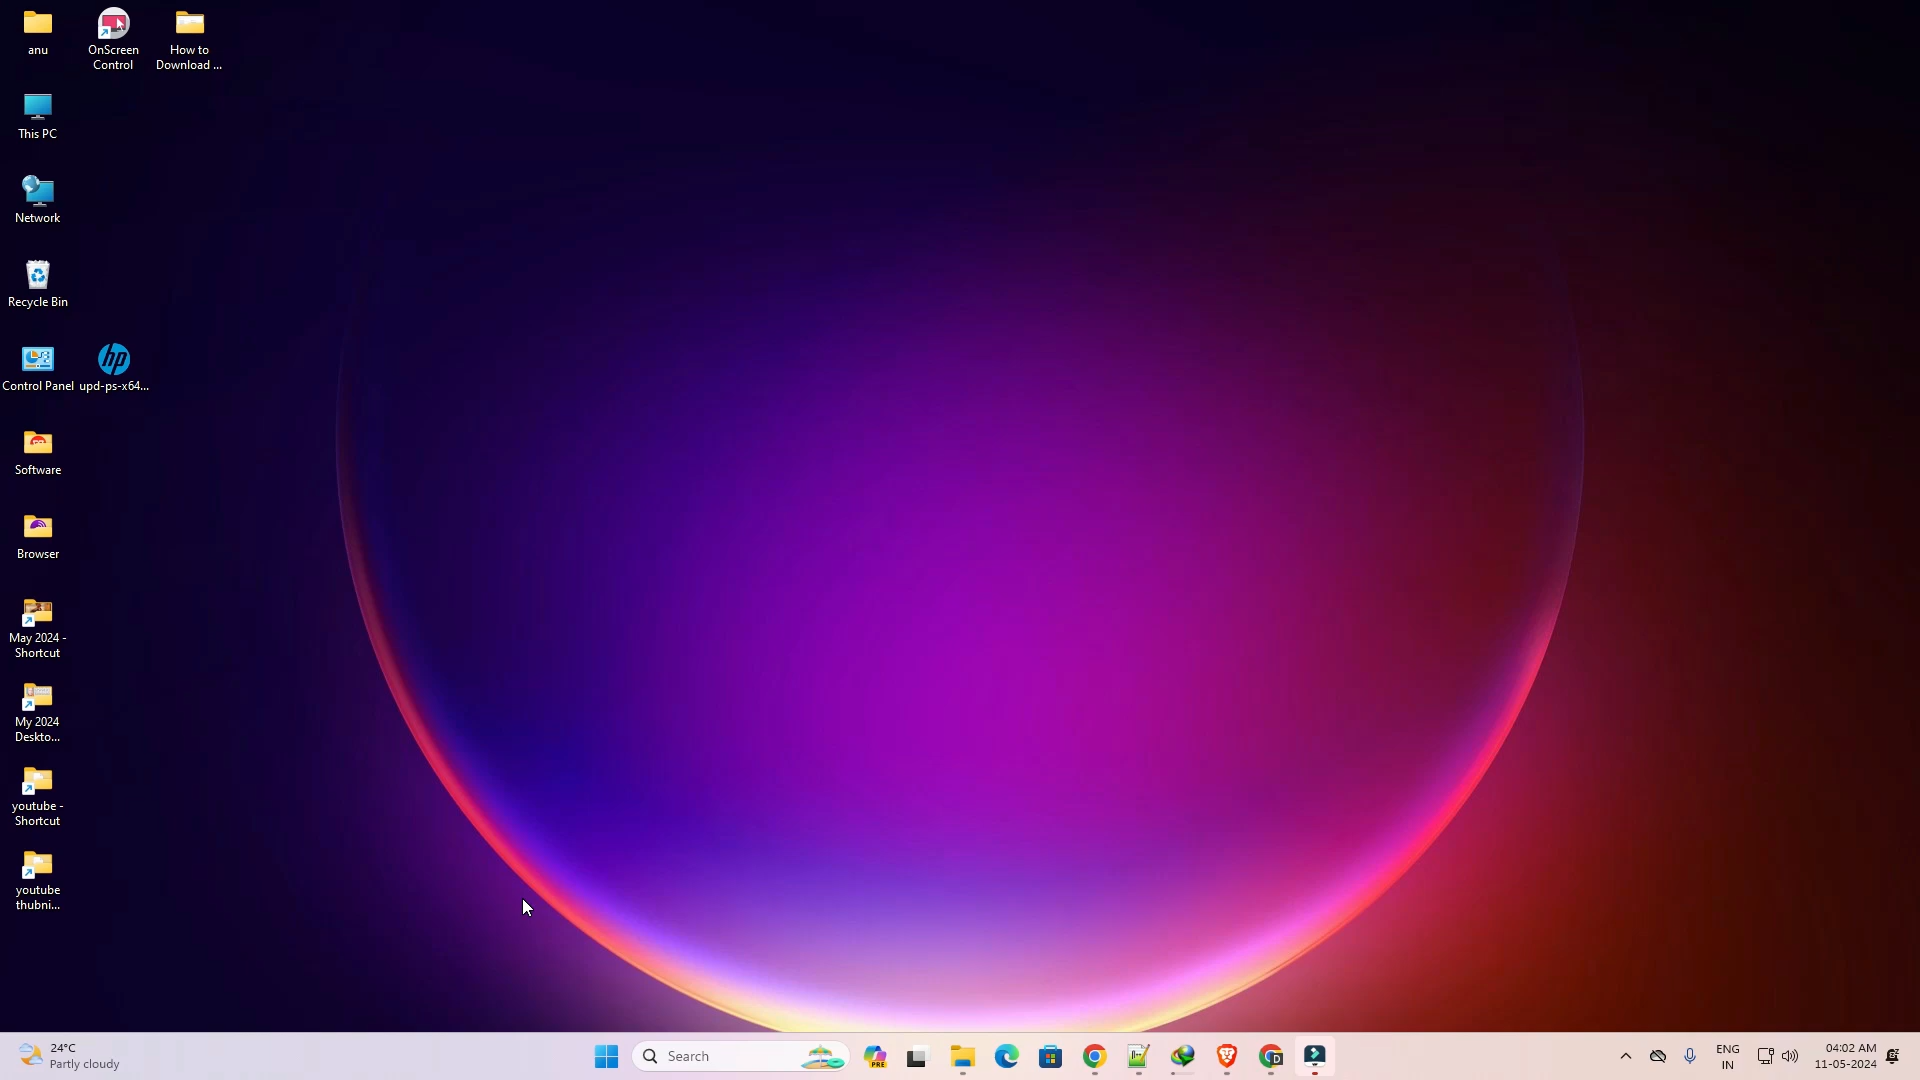 anu
OnScreen
Control
How to
Download ...
This PC
Network
Recycle Bin
Control Panel
hp
upd-ps-x64...
Software
Browser
May 2024 -
Shortcut
My 2024
Deskto...
youtube -
Shortcut
youtube
thubni...
24°C
Partly cloudy
Search
PRE
D
ENG
IN
04:02 AM
11-05-2024